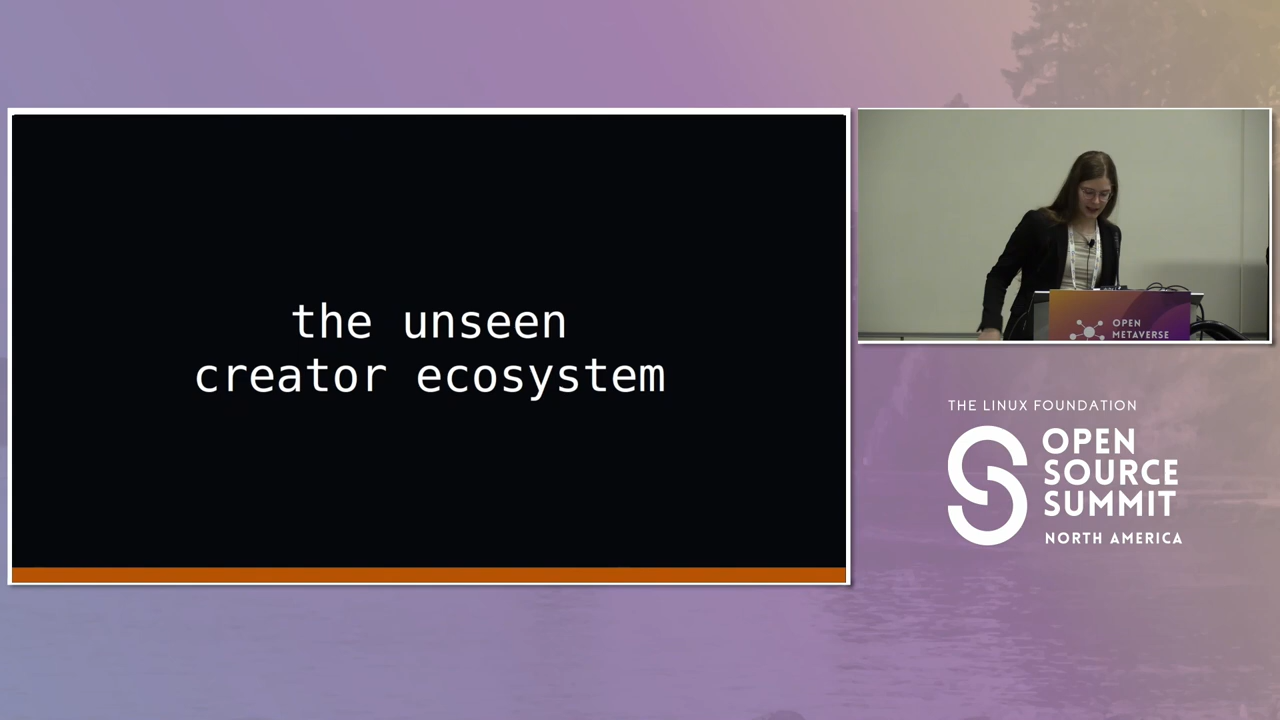 the unseen
creator ecosystem
OPEN
METAVERSE
THE LINUX FOUNDATION
OPEN
SOURCE
SUMMIT
NORTH AMERICA